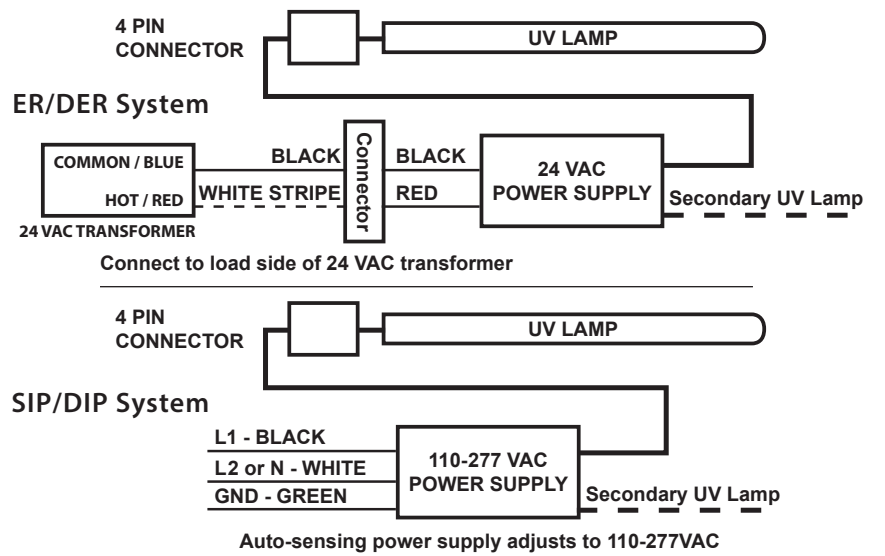 4 PIN
CONNECTOR
UV LAMP
ER/DER System
COMMON / BLUE
HOT / RED
24 VAC TRANSFORMER
BLACK
WHITE STRIPE
Connector
BLACK
RED
24 VAC
POWER SUPPLY
Secondary UV Lamp
Connect to load side of 24 VAC transformer
4 PIN
CONNECTOR
UV LAMP
SIP/DIP System
L1 - BLACK
L2 or N - WHITE
GND - GREEN
110-277 VAC
POWER SUPPLY
Secondary UV Lamp
Auto-sensing power supply adjusts to 110-277VAC